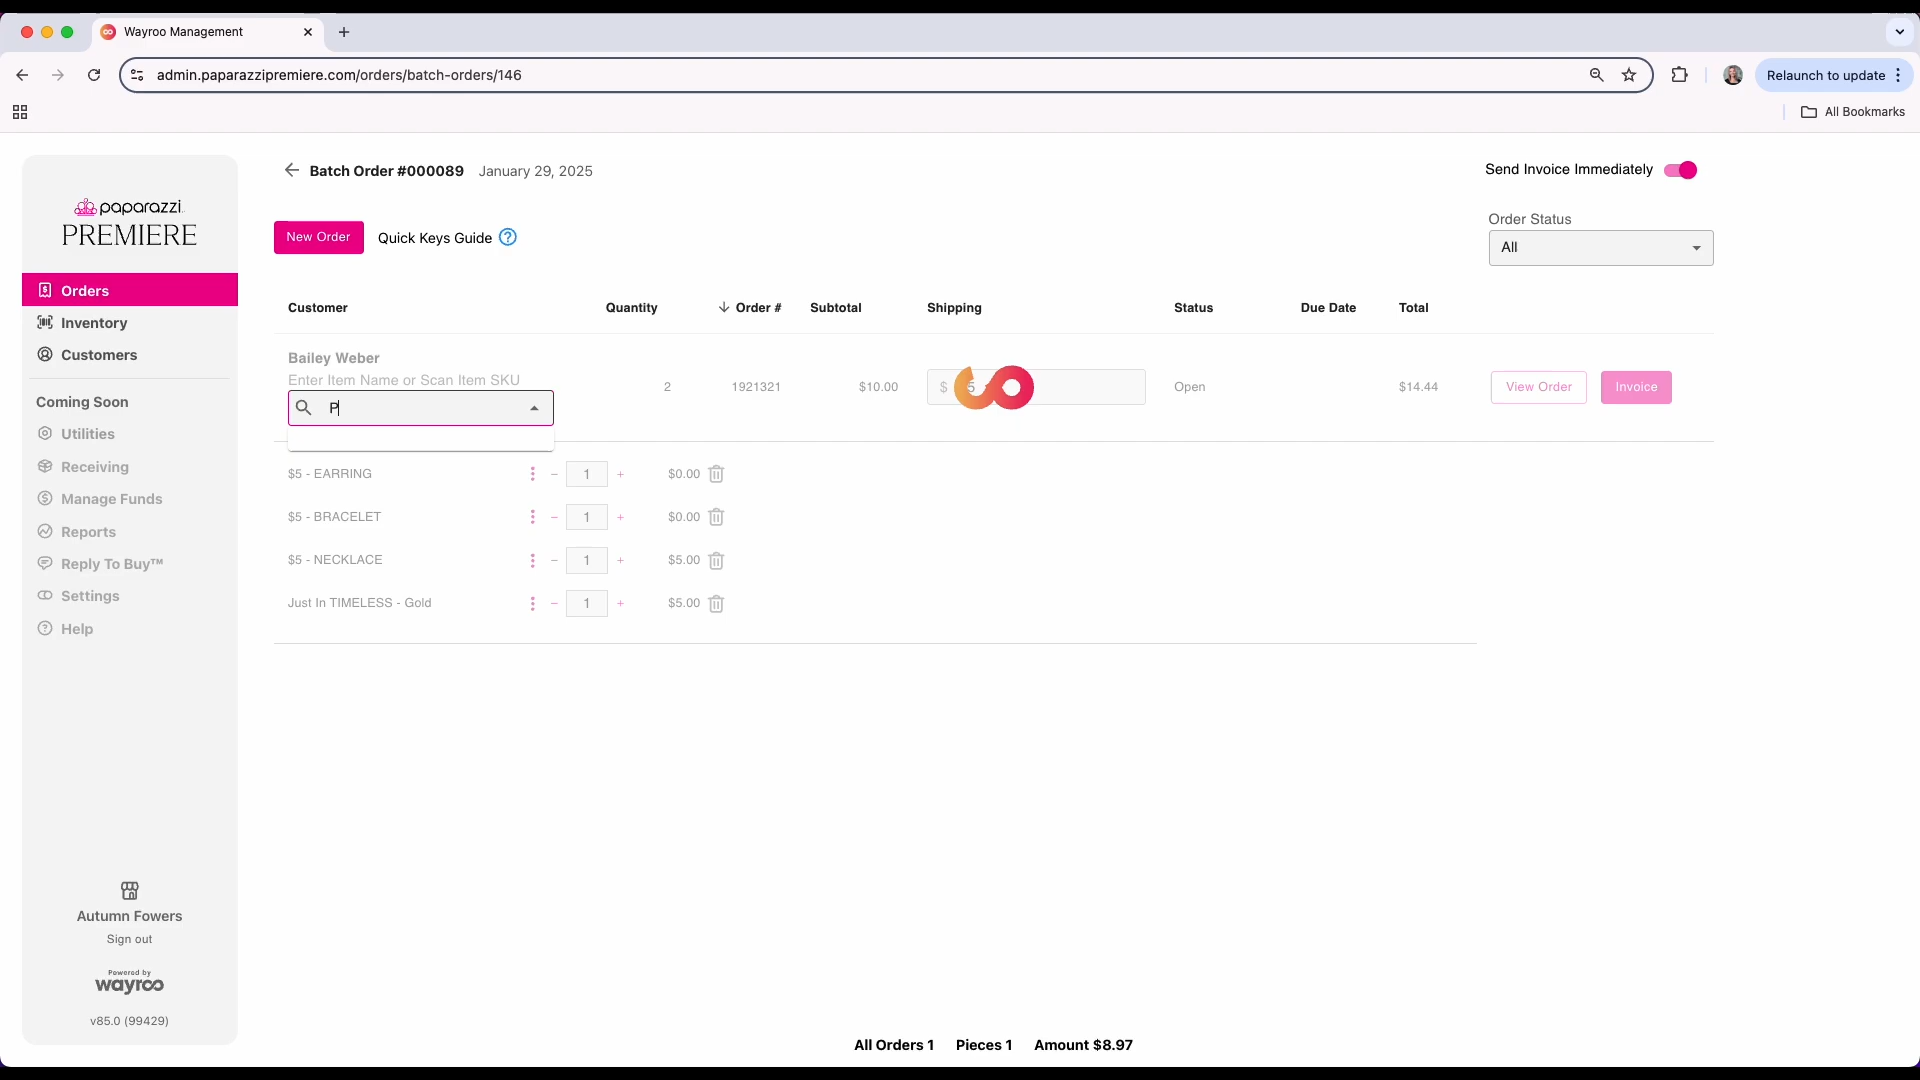 Wayroo Management
admin.paparazzipremiere.com/orders/batch-orders/146
Relaunch to update
All Bookmarks
paparazzi
PREMIERE
Orders
Inventory
Customers
Coming Soon
Utilities
Receiving
Manage Funds
Reports
Reply To Buy™
Settings
Help
Autumn Fowers
Sign out
Powered by
wayroo
v85.0 (99429)
Batch Order #000089 January 29, 2025
Send Invoice Immediately
New Order
Quick Keys Guide ?
Order Status
All
Customer Quantity Order # Subtotal Shipping Status Due Date Total
Bailey Weber
Enter Item Name or Scan Item SKU
P
2 1921321 $10.00 $ 5 Open $14.44 View Order Invoice
$5 - EARRING - 1 + $0.00
$5 - BRACELET - 1 + $0.00
$5 - NECKLACE - 1 + $5.00
Just In TIMELESS - Gold - 1 + $5.00
All Orders 1 Pieces 1 Amount $8.97